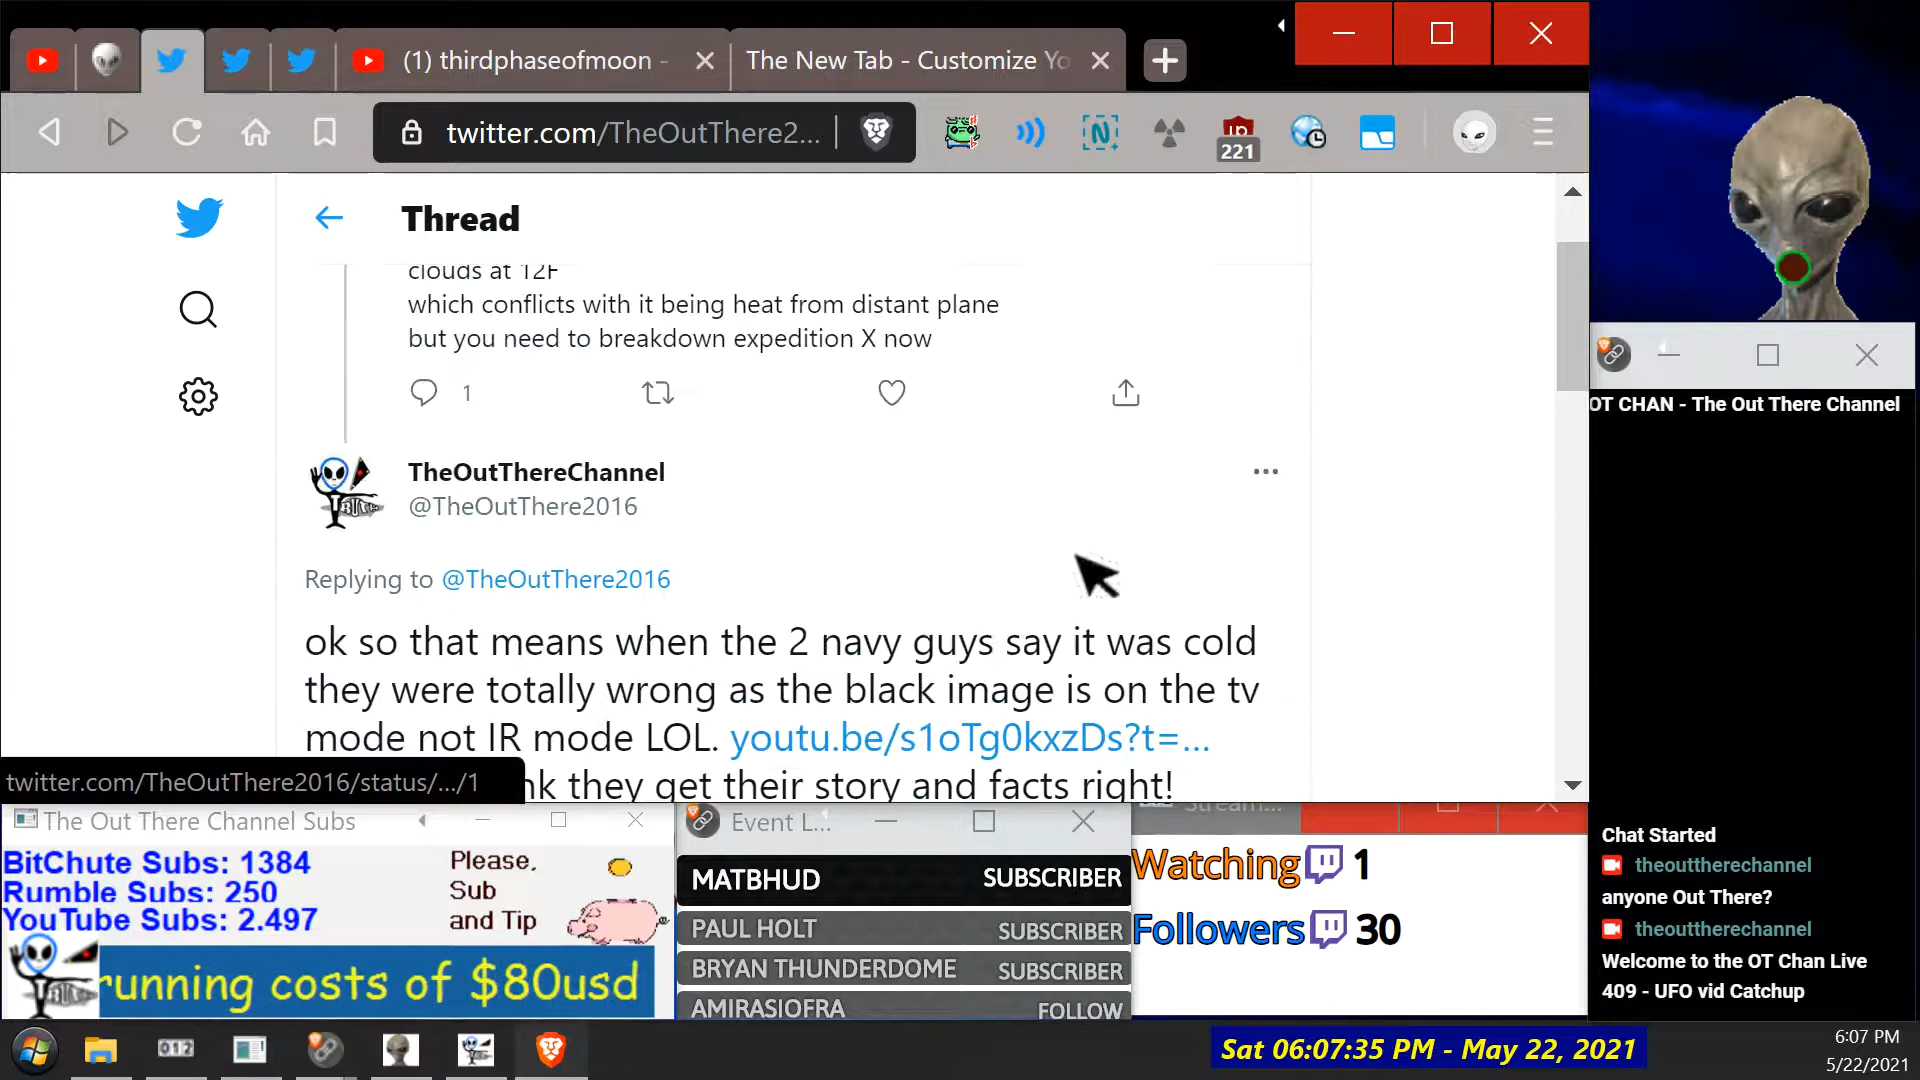 (1) thirdphaseofmoon -
The New Tab - Customize Yo
twitter.com/TheOutThere2...
221
Thread
clouds at 12F
which conflicts with it being heat from distant plane
but you need to breakdown expedition X now
1
TheOutThereChannel
@TheOutThere2016
Replying to @TheOutThere2016
ok so that means when the 2 navy guys say it was cold
they were totally wrong as the black image is on the tv
mode not IR mode LOL. youtu.be/s1oTg0kxzDs?t=...
nk they get their story and facts right!
twitter.com/TheOutThere2016/status/.../1
OT CHAN - The Out There Channel
Chat Started
theouttherechannel
anyone Out There?
theouttherechannel
Welcome to the OT Chan Live
409 - UFO vid Catchup
The Out There Channel Subs
BitChute Subs: 1384
Rumble Subs: 250
YouTube Subs: 2.497
Please,
Sub
and Tip
running costs of $80usd
Event L...
MATBHUD SUBSCRIBER
PAUL HOLT SUBSCRIBER
BRYAN THUNDERDOME SUBSCRIBER
AMIRASIOFRA FOLLOW
Stream...
Watching 1
Followers 30
012
Sat 06:07:35 PM - May 22, 2021
6:07 PM
5/22/2021